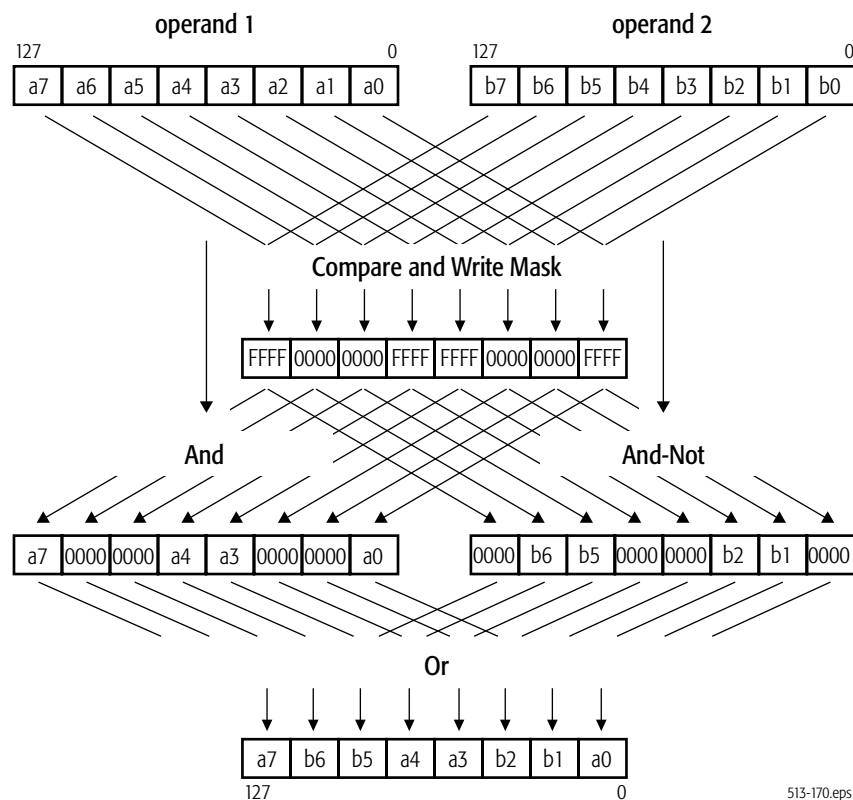 operand 1 operand 2
127 0 127 0
a7 a6 a5 a4 a3 a2 a1 a0 b7 b6 b5 b4 b3 b2 b1 b0
Compare and Write Mask
FFFF 0000 0000 FFFF FFFF 0000 0000 FFFF
And And-Not
a7 0000 0000 a4 a3 0000 0000 a0 0000 b6 b5 0000 0000 b2 b1 0000
Or
a7 b6 b5 a4 a3 b2 b1 a0
127 0
513-170.eps